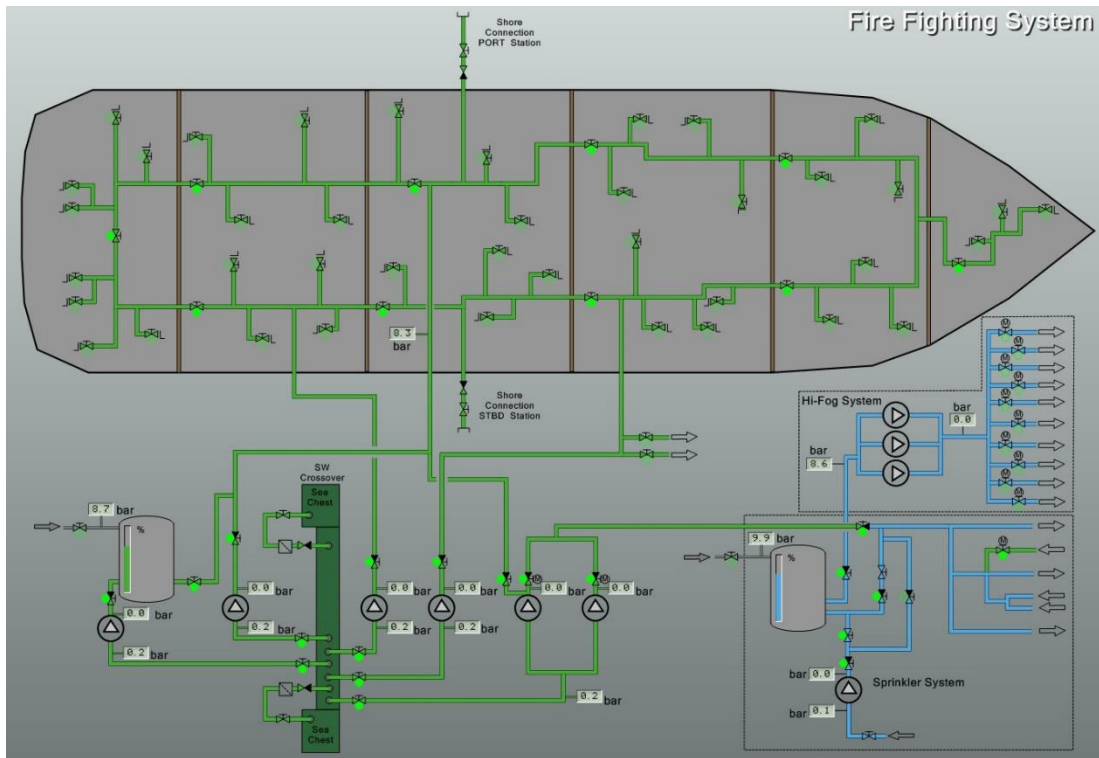 Fire Fighting System
Shore
Connection
PORT Station
8.3
bar
Shore
Connection
STBD Station
Hi-Fog System
bar
0.0
bar
8.6
M
M
M
M
M
M
M
M
M
M
SW
Crossover
Sea
Chest
8.7 bar
%
9.9 bar
%
M
0.0
bar
0.0
bar
0.0
bar
0.0
bar
M
0.0
bar
M
0.0
bar
0.2 bar
0.2 bar
0.2 bar
0.2 bar
0.2 bar
Sea
Chest
bar 0.0
Sprinkler System
bar 0.1